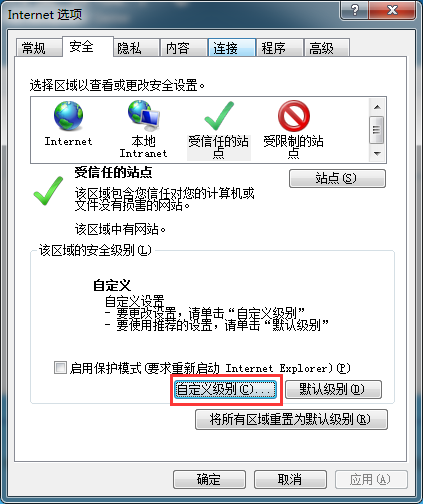 Internet 选项
常规 安全 隐私 内容 连接 程序 高级
选择区域以查看或更改安全设置。
Internet
本地
Intranet
受信任的站
点
受限制的站
点
受信任的站点
站点(S)
该区域包含您信任对您的计算机或
文件没有损害的网站。
该区域中有网站。
该区域的安全级别(L)
自定义
自定义设置
- 要更改设置，请单击“自定义级别”
- 要使用推荐的设置，请单击“默认级别”
启用保护模式(要求重新启动 Internet Explorer)(P)
自定义级别(C)... 默认级别(D)
将所有区域重置为默认级别(R)
确定 取消 应用(A)